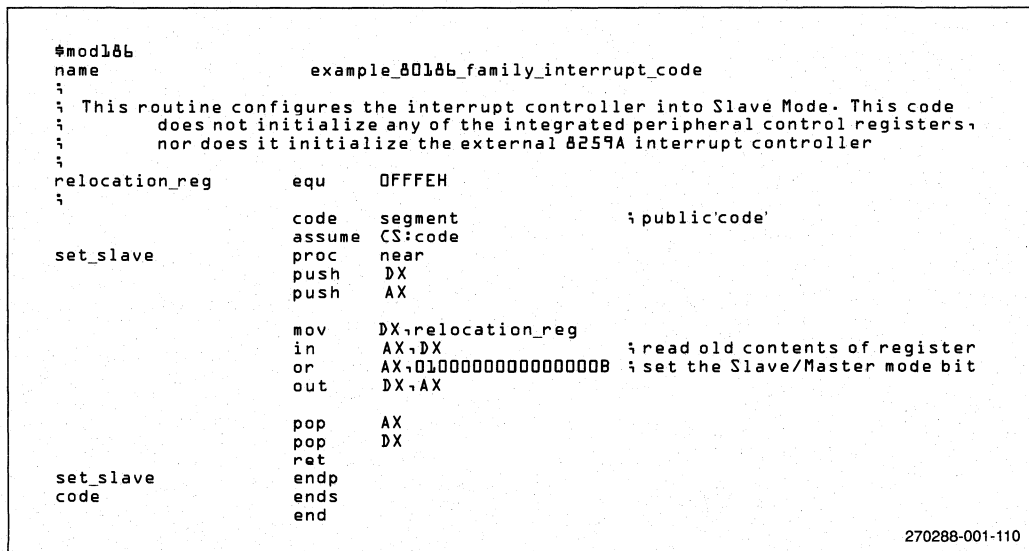 $mod186
name example_80186_family_interrupt_code
;
; This routine configures the interrupt controller into Slave Mode. This code
; does not initialize any of the integrated peripheral control registers,
; nor does it initialize the external 8259A interrupt controller
;
relocation_reg equ 0FFFEH
;
code segment ; public'code'
assume CS:code
set_slave proc near
push DX
push AX
mov DX,relocation_reg
in AX,DX ; read old contents of register
or AX,0100000000000000B ; set the Slave/Master mode bit
out DX,AX
pop AX
pop DX
ret
set_slave endp
code ends
end
270288-001-110